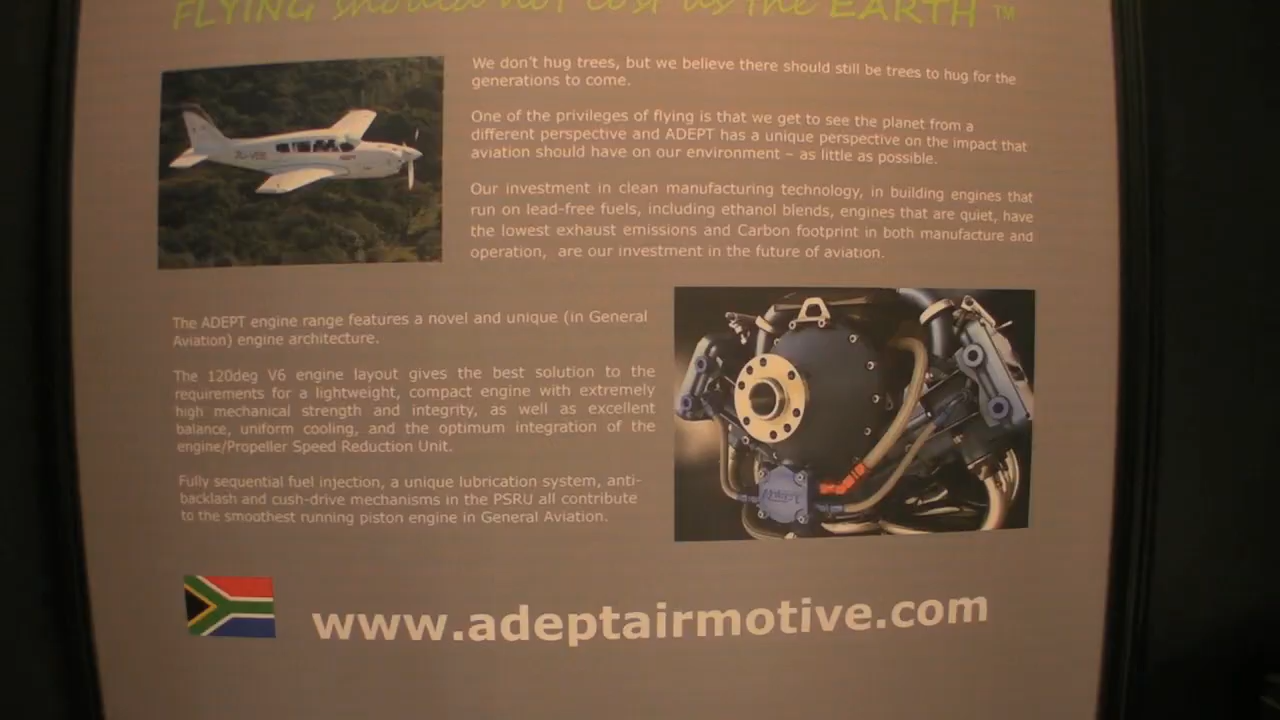 FLYING should not cost us the EARTH ™
We don't hug trees, but we believe there should still be trees to hug for the
generations to come.
One of the privileges of flying is that we get to see the planet from a
different perspective and ADEPT has a unique perspective on the impact that
aviation should have on our environment – as little as possible.
Our investment in clean manufacturing technology, in building engines that
run on lead-free fuels, including ethanol blends, engines that are quiet, have
the lowest exhaust emissions and Carbon footprint in both manufacture and
operation, are our investment in the future of aviation.
The ADEPT engine range features a novel and unique (in General
Aviation) engine architecture.
The 120deg V6 engine layout gives the best solution to the
requirements for a lightweight, compact engine with extremely
high mechanical strength and integrity, as well as excellent
balance, uniform cooling, and the optimum integration of the
engine/Propeller Speed Reduction Unit.
Fully sequential fuel injection, a unique lubrication system, anti-
backlash and cush-drive mechanisms in the PSRU all contribute
to the smoothest running piston engine in General Aviation.
ADEPT
www.adeptairmotive.com